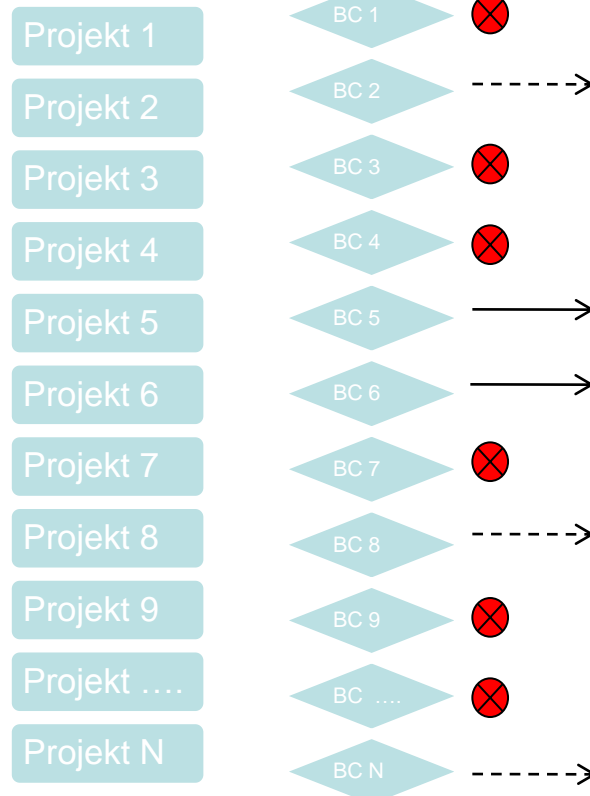 Projekt 1
BC 1
Projekt 2
BC 2
Projekt 3
BC 3
Projekt 4
BC 4
Projekt 5
BC 5
Projekt 6
BC 6
Projekt 7
BC 7
Projekt 8
BC 8
Projekt 9
BC 9
Projekt ….
BC ….
Projekt N
BC N